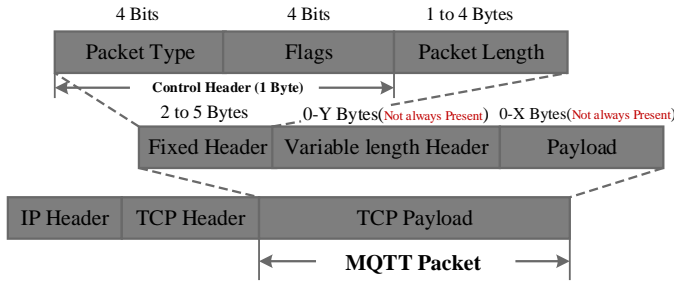 4 Bits 4 Bits 1 to 4 Bytes
Packet Type Flags Packet Length
Control Header (1 Byte)
2 to 5 Bytes 0-Y Bytes(Not always Present) 0-X Bytes(Not always Present)
Fixed Header Variable length Header Payload
IP Header TCP Header TCP Payload
MQTT Packet